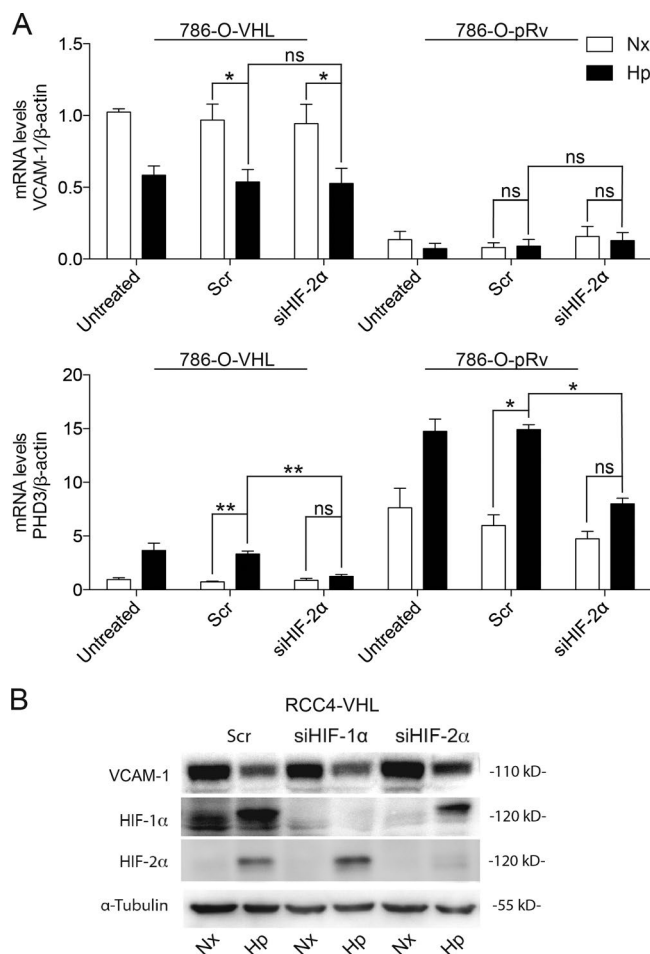 A
786-O-VHL
786-O-pRv
Nx
Hp
mRNA levels
VCAM-1/β-actin
1.5
1.0
0.5
0.0
*
ns
*
ns
ns
ns
Untreated
Scr
siHIF-2α
Untreated
Scr
siHIF-2α
786-O-VHL
786-O-pRv
mRNA levels
PHD3/β-actin
20
15
10
5
0
**
**
ns
*
*
ns
Untreated
Scr
siHIF-2α
Untreated
Scr
siHIF-2α
B
RCC4-VHL
Scr siHIF-1α siHIF-2α
VCAM-1 -110 kD-
HIF-1α -120 kD-
HIF-2α -120 kD-
α-Tubulin -55 kD-
Nx Hp Nx Hp Nx Hp